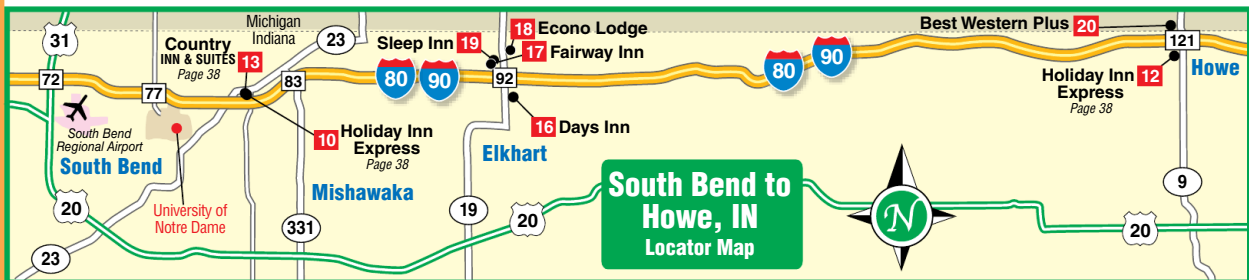 Michigan
Indiana
31
23
Country
INN & SUITES
Page 38
13
Sleep Inn 19
18 Econo Lodge
17 Fairway Inn
Best Western Plus 20
121
Howe
72
77
83
80
90
92
80
90
Holiday Inn
Express
Page 38
12
South Bend
Regional Airport
South Bend
10 Holiday Inn
Express
Page 38
16 Days Inn
Elkhart
Mishawaka
South Bend to
Howe, IN
Locator Map
N
9
20
University of
Notre Dame
23
331
19
20
20